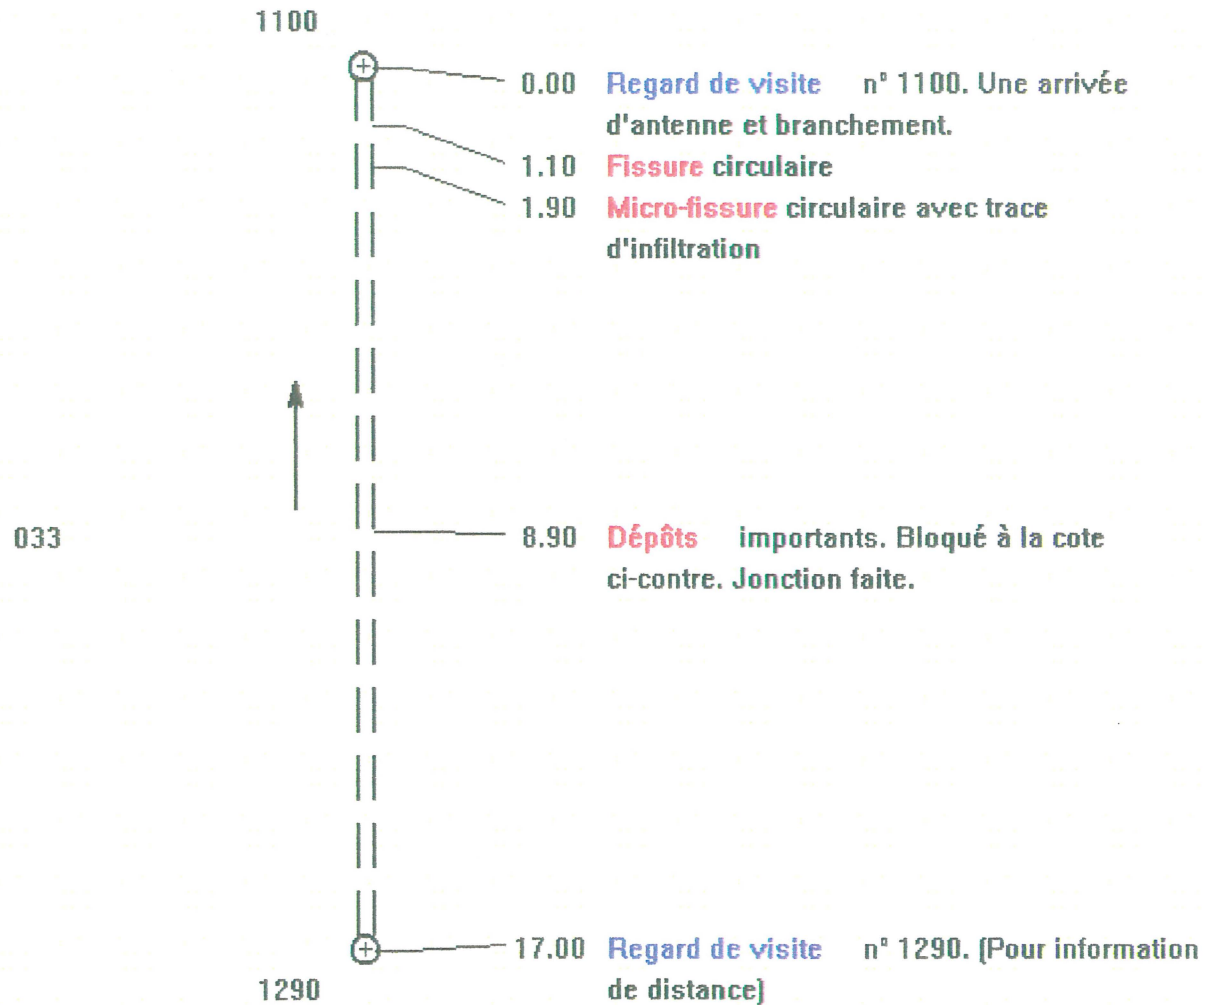 1100
0.00 Regard de visite n° 1100. Une arrivée
d'antenne et branchement.
1.10 Fissure circulaire
1.90 Micro-fissure circulaire avec trace
d'infiltration
033
8.90 Dépôts importants. Bloqué à la cote
ci-contre. Jonction faite.
17.00 Regard de visite n° 1290. (Pour information
de distance)
1290